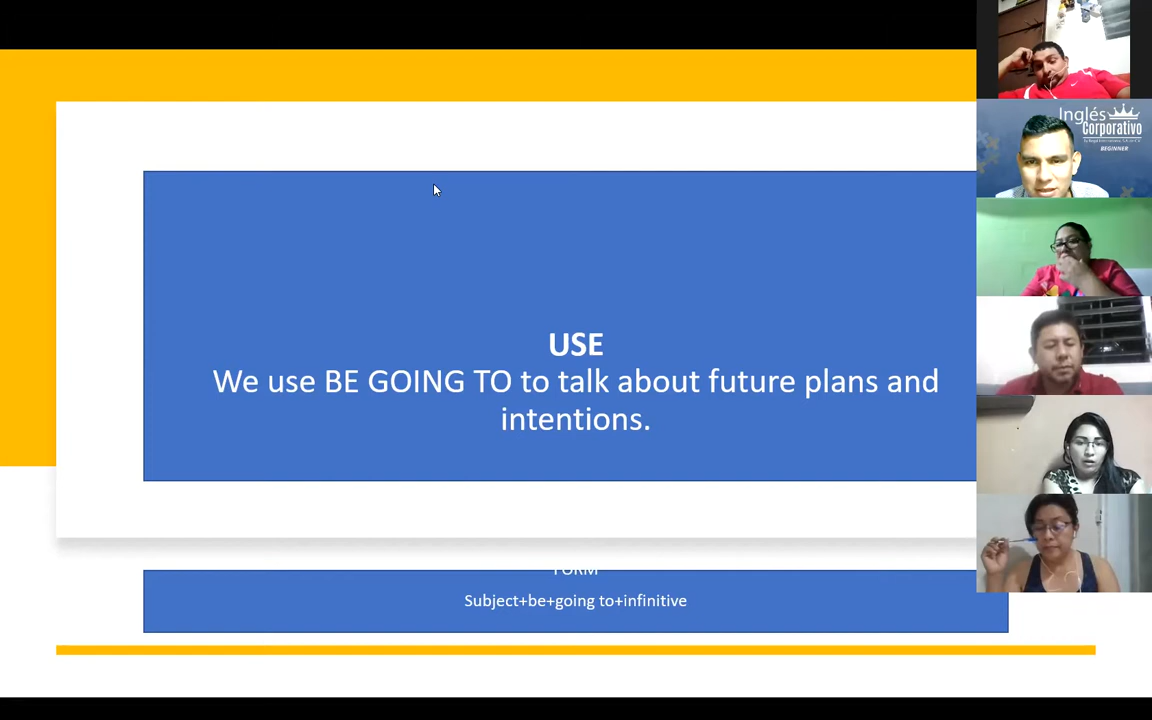 USE
We use BE GOING TO to talk about future plans and
intentions.
FORM
Subject+be+going to+infinitive
Inglés
Corporativo
BEGINNER